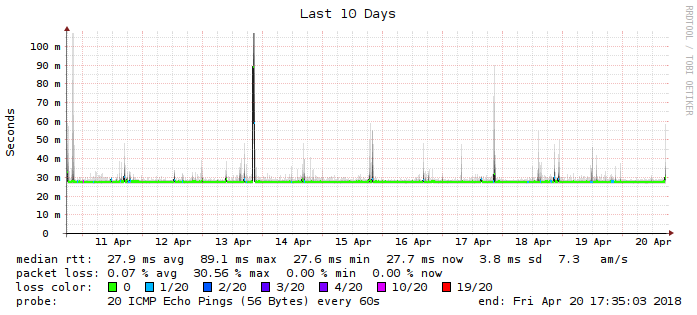 Last 10 Days
RRDTOOL / TOBI OETIKER
Seconds
100 m
90 m
80 m
70 m
60 m
50 m
40 m
30 m
20 m
10 m
0
11 Apr 12 Apr 13 Apr 14 Apr 15 Apr 16 Apr 17 Apr 18 Apr 19 Apr 20 Apr
median rtt: 27.9 ms avg 89.1 ms max 27.6 ms min 27.7 ms now 3.8 ms sd 7.3 am/s
packet loss: 0.07 % avg 30.56 % max 0.00 % min 0.00 % now
loss color: 0 1/20 2/20 3/20 4/20 10/20 19/20
probe: 20 ICMP Echo Pings (56 Bytes) every 60s end: Fri Apr 20 17:35:03 2018